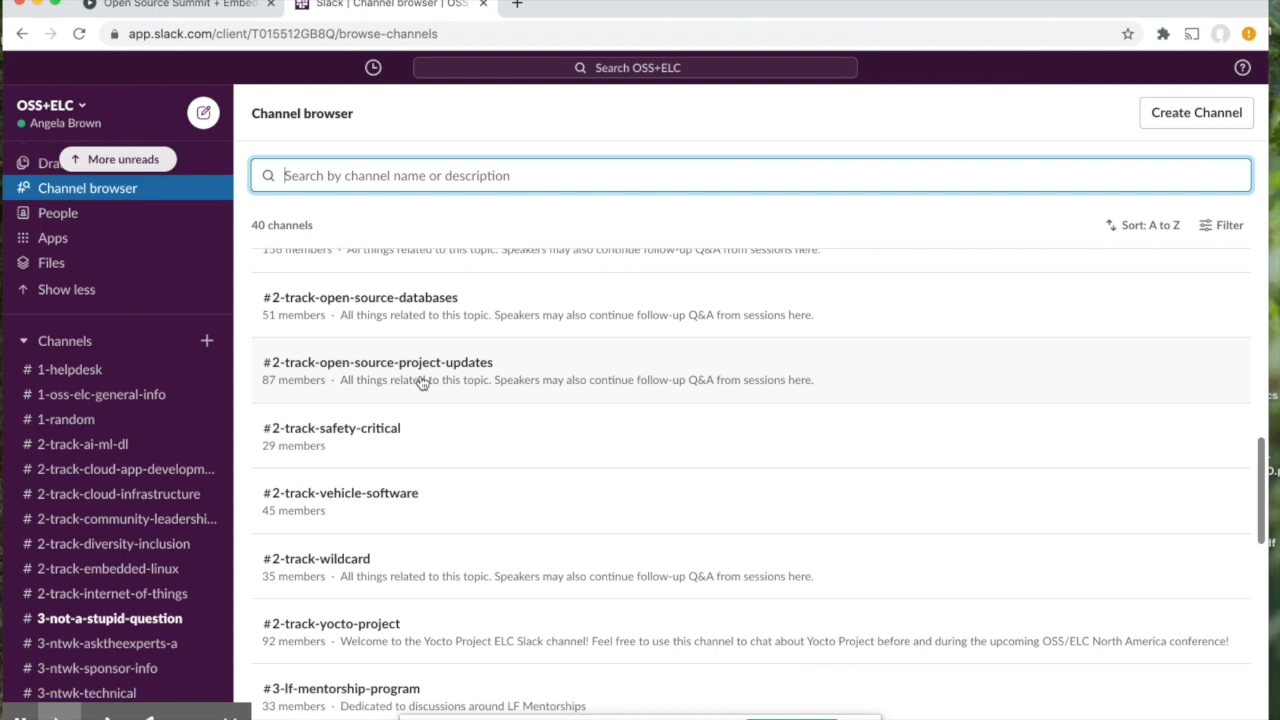 Open Source Summit + Embed
Slack | Channel browser | OSS
app.slack.com/client/T015512GB8Q/browse-channels
Search OSS+ELC
OSS+ELC
Angela Brown
Dra
More unreads
Channel browser
People
Apps
Files
Show less
Channels
# 1-helpdesk
# 1-oss-elc-general-info
# 1-random
# 2-track-ai-ml-dl
# 2-track-cloud-app-developm...
# 2-track-cloud-infrastructure
# 2-track-community-leadershi...
# 2-track-diversity-inclusion
# 2-track-embedded-linux
# 2-track-internet-of-things
# 3-not-a-stupid-question
# 3-ntwk-asktheexperts-a
# 3-ntwk-sponsor-info
# 3-ntwk-technical
Channel browser
Create Channel
Search by channel name or description
40 channels
Sort: A to Z
Filter
156 members · All things related to this topic. Speakers may also continue follow-up Q&A from sessions here.
#2-track-open-source-databases
51 members · All things related to this topic. Speakers may also continue follow-up Q&A from sessions here.
#2-track-open-source-project-updates
87 members · All things related to this topic. Speakers may also continue follow-up Q&A from sessions here.
#2-track-safety-critical
29 members
#2-track-vehicle-software
45 members
#2-track-wildcard
35 members · All things related to this topic. Speakers may also continue follow-up Q&A from sessions here.
#2-track-yocto-project
92 members · Welcome to the Yocto Project ELC Slack channel! Feel free to use this channel to chat about Yocto Project before and during the upcoming OSS/ELC North America conference!
#3-lf-mentorship-program
33 members · Dedicated to discussions around LF Mentorships